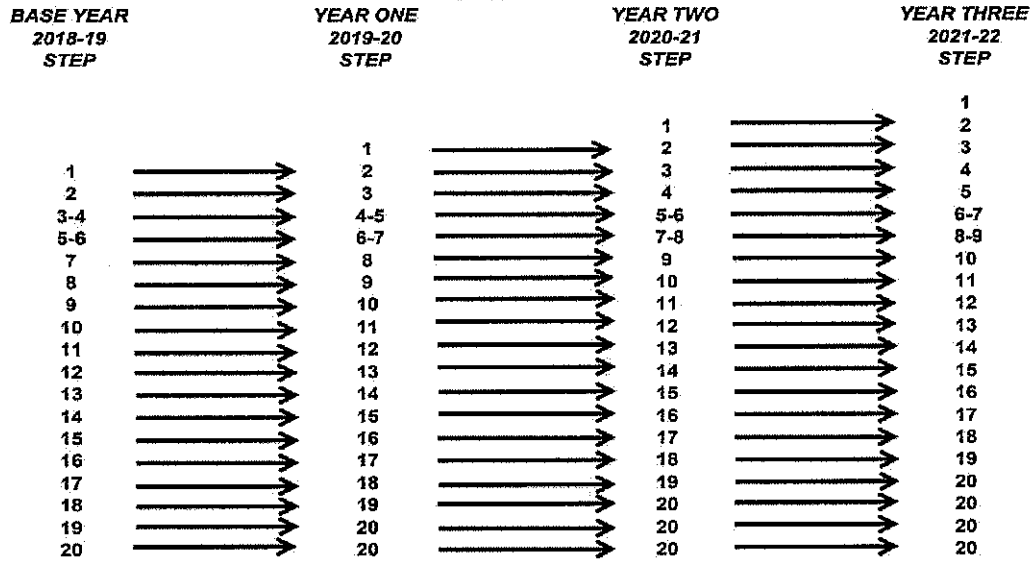 BASE YEAR YEAR ONE YEAR TWO YEAR THREE
2018-19 2019-20 2020-21 2021-22
STEP STEP STEP STEP
1
1 2
1 2 3
1 2 3 4
2 3 4 5
3-4 4-5 5-6 6-7
5-6 6-7 7-8 8-9
7 8 9 10
8 9 10 11
9 10 11 12
10 11 12 13
11 12 13 14
12 13 14 15
13 14 15 16
14 15 16 17
15 16 17 18
16 17 18 19
17 18 19 20
18 19 20 20
19 20 20 20
20 20 20 20